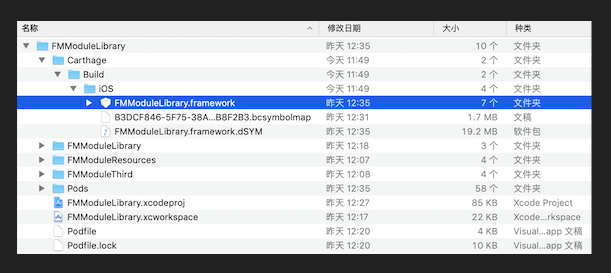 名称 修改日期 大小 种类
FMModuleLibrary 昨天 12:35 10 个 文件夹
Carthage 今天 11:49 2 个 文件夹
Build 今天 11:49 2 个 文件夹
iOS 今天 11:49 4 个 文件夹
FMModuleLibrary.framework 昨天 12:35 7 个 文件夹
B3DCF846-5F75-38A...B8F2B3.bcsymbolmap 昨天 12:31 1.7 MB 文稿
FMModuleLibrary.framework.dSYM 昨天 12:35 19.2 MB 软件包
FMModuleLibrary 昨天 12:18 3 个 文件夹
FMModuleResources 昨天 12:07 4 个 文件夹
FMModuleThird 昨天 12:08 4 个 文件夹
Pods 昨天 12:35 58 个 文件夹
FMModuleLibrary.xcodeproj 昨天 12:27 85 KB Xcode Project
FMModuleLibrary.xcworkspace 昨天 12:17 22 KB Xcode...rkspace
Podfile 昨天 12:20 4 KB Visual...app 文稿
Podfile.lock 昨天 12:20 10 KB Visual...app 文稿